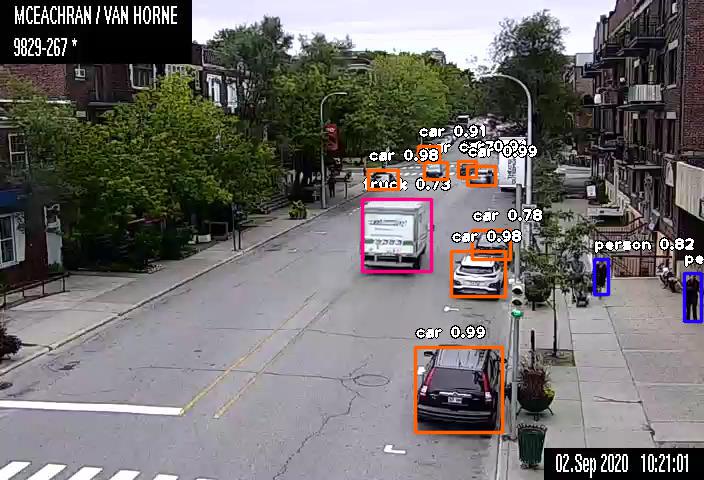 MCEACHRAN / VAN HORNE
9829-267 *
car 0.91
car 0.98
car 0.99
truck 0.73
car 0.78
car 0.98
person 0.82
pe
car 0.99
02.Sep 2020 10:21:01